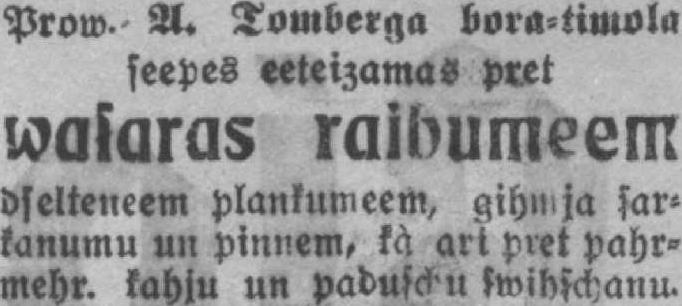 Prow. A. Tomberga bora-timola
seepes eeteizamas pret
waſaras raibumeem
dſelteneem plankumeem, gihmja ſar-
kanumu un pinnem, kà ari pret pahr-
mehr. kahju un paduſchu ſwihſchanu.